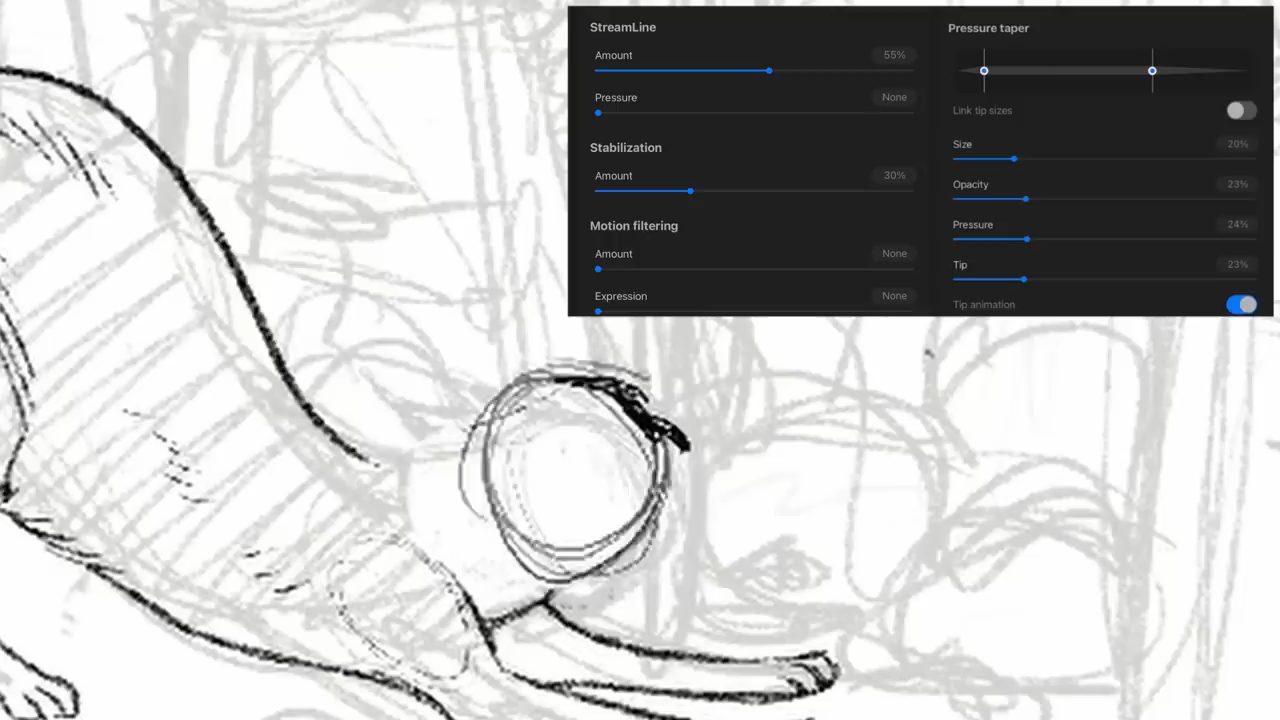 StreamLine
Amount 55%
Pressure None
Stabilization
Amount 30%
Motion filtering
Amount None
Expression None
Pressure taper
Link tip sizes
Size 20%
Opacity 23%
Pressure 24%
Tip 23%
Tip animation